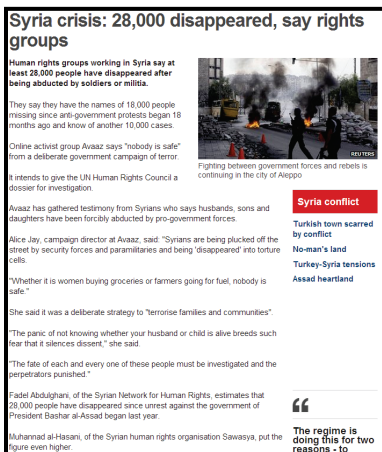 Syria crisis: 28,000 disappeared, say rights
groups
Human rights groups working in Syria say at
least 28,000 people have disappeared after
being abducted by soldiers or militia.
They say they have the names of 18,000 people
missing since anti-government protests began 18
months ago and know of another 10,000 cases.
Online activist group Avaaz says "nobody is safe"
from a deliberate government campaign of terror.
It intends to give the UN Human Rights Council a
dossier for investigation.
Avaaz has gathered testimony from Syrians who says husbands, sons and
daughters have been forcibly abducted by pro-government forces.
Alice Jay, campaign director at Avaaz, said: "Syrians are being plucked off the
street by security forces and paramilitaries and being 'disappeared' into torture
cells.
"Whether it is women buying groceries or farmers going for fuel, nobody is
safe."
She said it was a deliberate strategy to "terrorise families and communities".
"The panic of not knowing whether your husband or child is alive breeds such
fear that it silences dissent," she said.
"The fate of each and every one of these people must be investigated and the
perpetrators punished."
Fadel Abdulghani, of the Syrian Network for Human Rights, estimates that
28,000 people have disappeared since unrest against the government of
President Bashar al-Assad began last year.
Muhannad al-Hasani, of the Syrian human rights organisation Sawasya, put the
figure even higher.
REUTERS
Fighting between government forces and rebels is
continuing in the city of Aleppo
Syria conflict
Turkish town scarred
by conflict
No-man's land
Turkey-Syria tensions
Assad heartland
“
The regime is
doing this for two
reasons - to